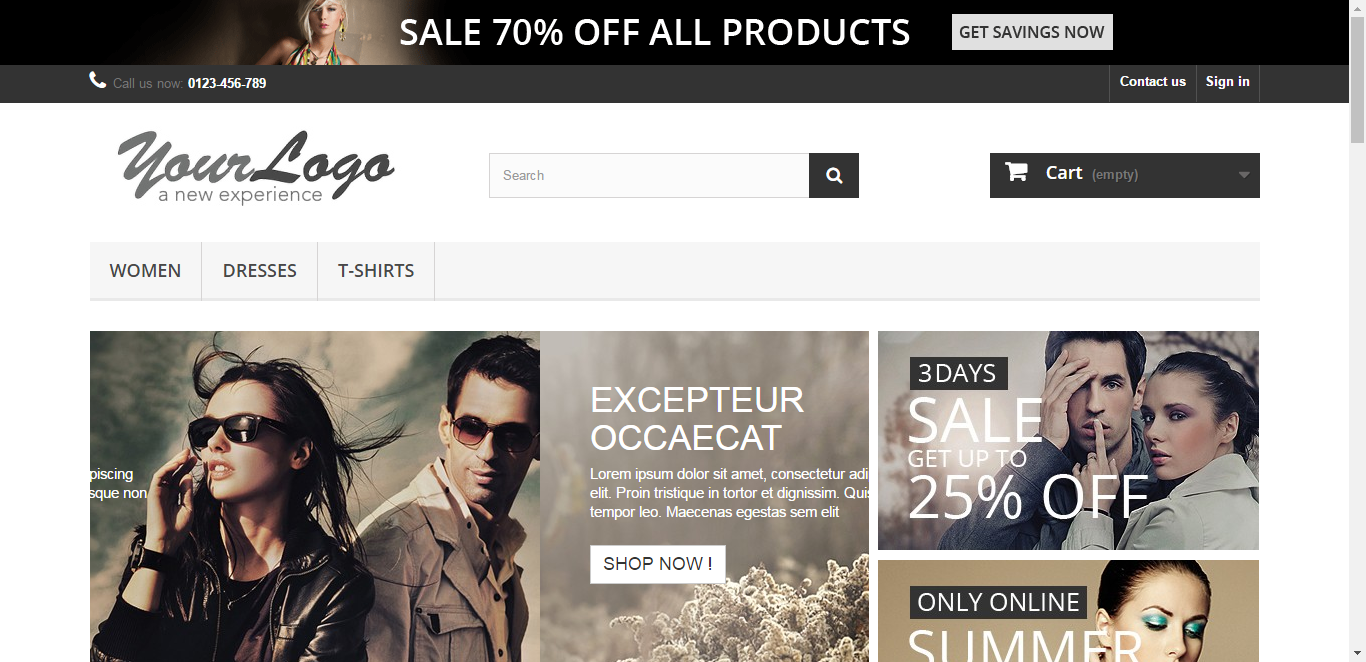 SALE 70% OFF ALL PRODUCTS
GET SAVINGS NOW
Call us now: 0123-456-789
Contact us
Sign in
YourLogo
a new experience
Search
Cart (empty)
WOMEN
DRESSES
T-SHIRTS
piscing
sque non
EXCEPTEUR
OCCAECAT
Lorem ipsum dolor sit amet, consectetur adi
elit. Proin tristique in tortor et dignissim. Quis
tempor leo. Maecenas egestas sem elit
SHOP NOW !
3 DAYS
SALE
GET UP TO
25% OFF
ONLY ONLINE
SUMMER